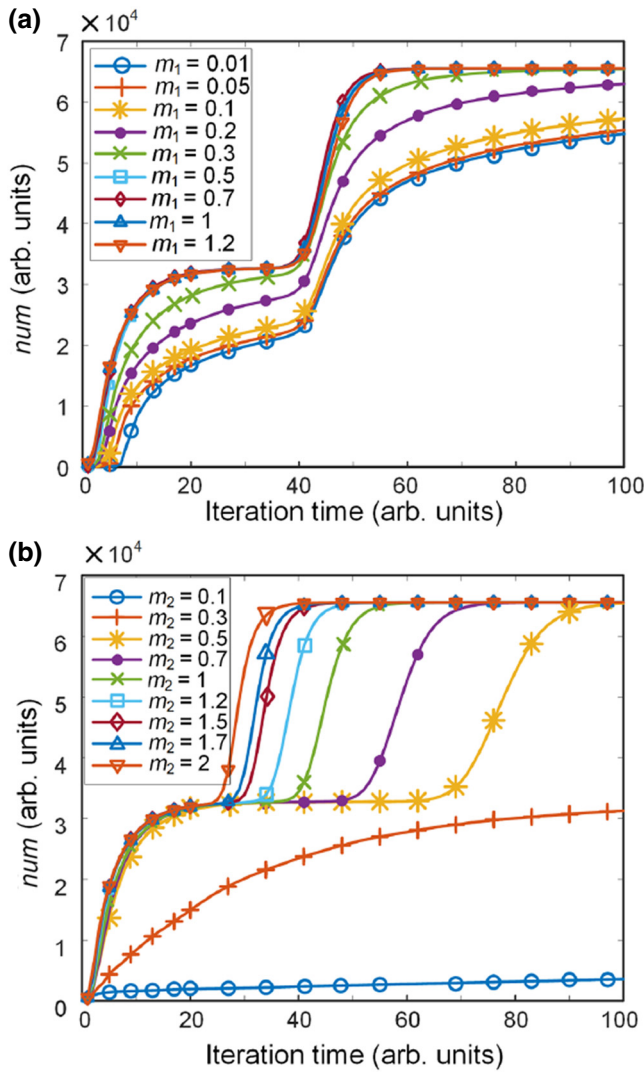 (a)
× 10⁴
7
6
5
4
3
2
1
0
num (arb. units)
m₁ = 0.01
m₁ = 0.05
m₁ = 0.1
m₁ = 0.2
m₁ = 0.3
m₁ = 0.5
m₁ = 0.7
m₁ = 1
m₁ = 1.2
0 20 40 60 80 100
Iteration time (arb. units)
(b)
× 10⁴
7
6
5
4
3
2
1
0
num (arb. units)
m₂ = 0.1
m₂ = 0.3
m₂ = 0.5
m₂ = 0.7
m₂ = 1
m₂ = 1.2
m₂ = 1.5
m₂ = 1.7
m₂ = 2
0 20 40 60 80 100
Iteration time (arb. units)